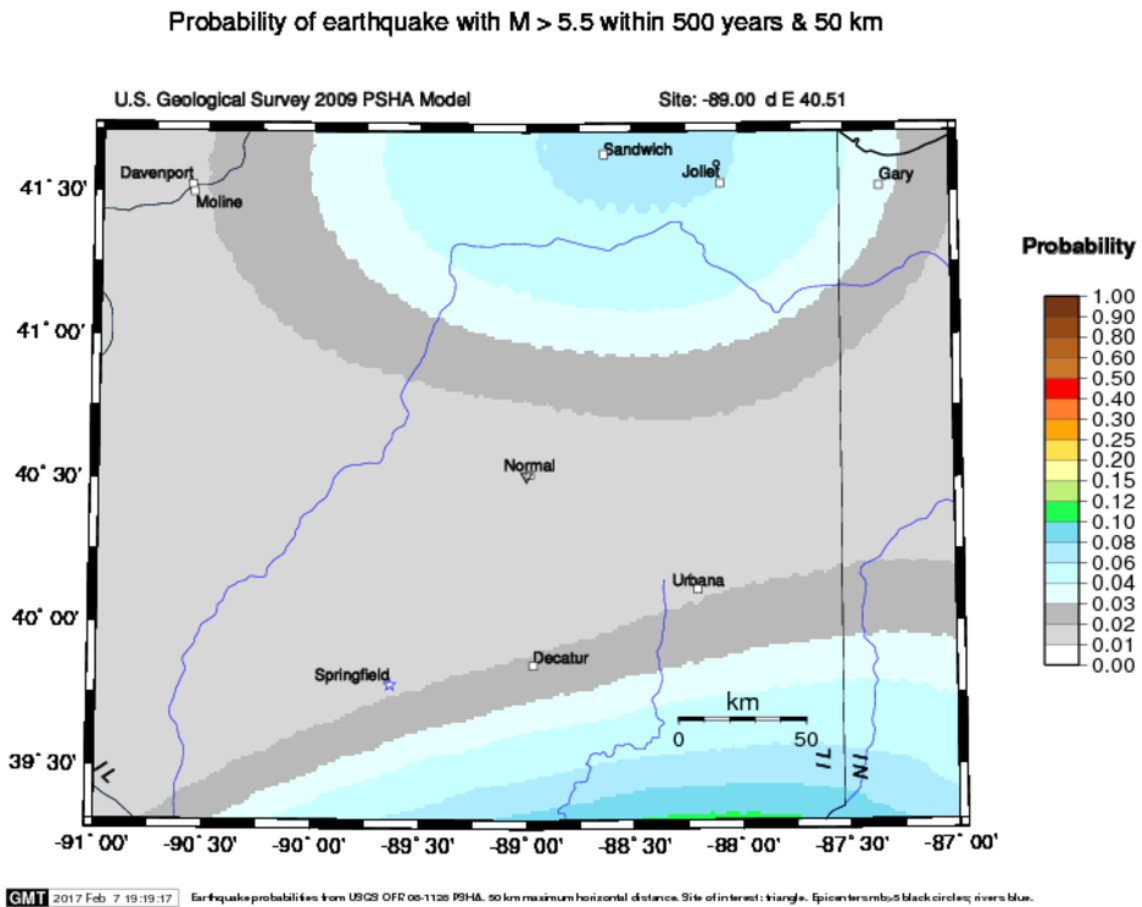 Probability of earthquake with M > 5.5 within 500 years & 50 km
U.S. Geological Survey 2009 PSHA Model Site: -89.00 d E 40.51
Sandwich
Davenport
Joliet
Gary
41˚ 30'
Moline
Probability
1.00
0.90
0.80
0.60
0.50
0.40
0.30
0.25
0.20
0.15
0.12
0.10
0.08
0.06
0.04
0.03
0.02
0.01
0.00
41˚ 00'
Normal
40˚ 30'
Urbana
40˚ 00'
Decatur
Springfield
km
0 50
39˚ 30'
IL
IL
IN
-91˚ 00' -90˚ 30' -90˚ 00' -89˚ 30' -89˚ 00' -88˚ 30' -88˚ 00' -87˚ 30' -87˚ 00'
GMT 2017 Feb 7 19:19:17 Earthquake probabilities from USGS OFR 08-1128 PSHA. 50 km maximum horizontal distance. Site of interest: triangle. Epicenters mb>=5 black circles; rivers blue.